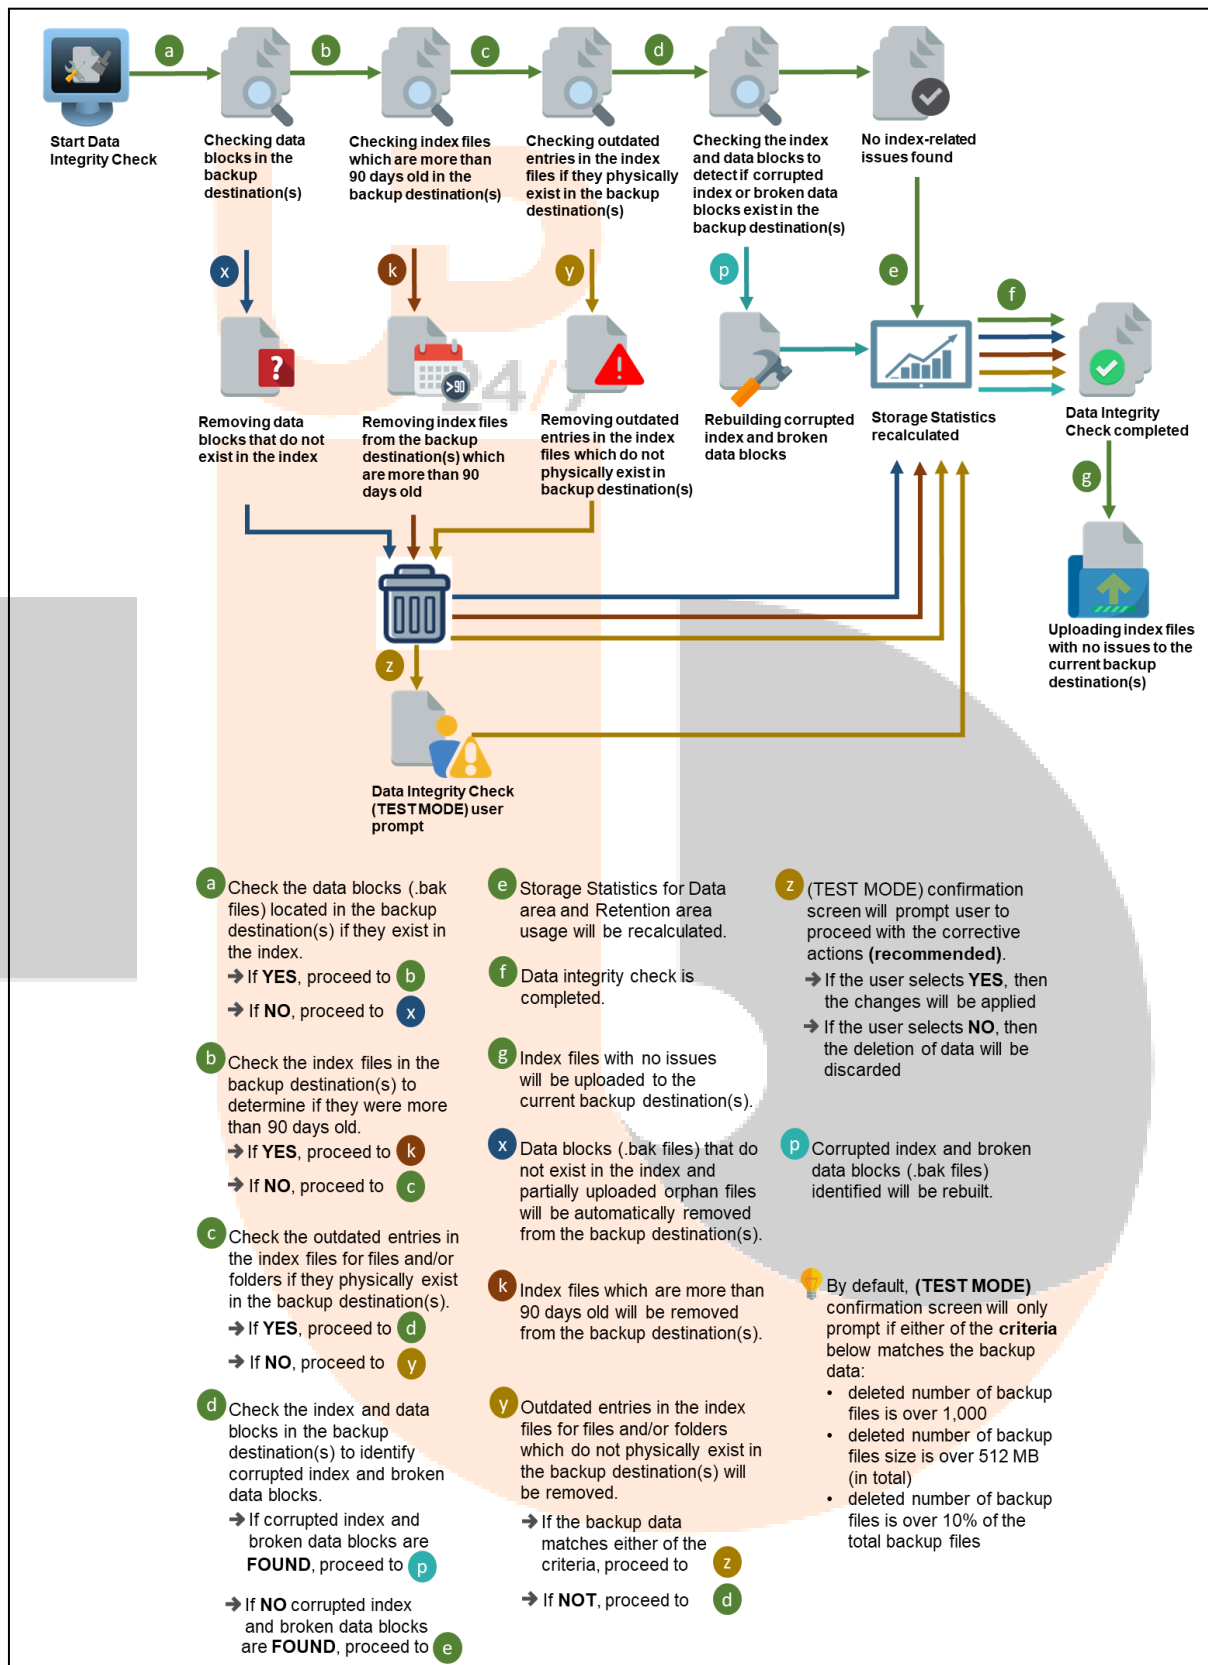 a
b
c
d
Start Data
Integrity Check
Checking data
blocks in the
backup
destination(s)
Checking index files
which are more than
90 days old in the
backup destination(s)
Checking outdated
entries in the index
files if they physically
exist in the backup
destination(s)
Checking the index
and data blocks to
detect if corrupted
index or broken data
blocks exist in the
backup destination(s)
No index-related
issues found
x
k
y
p
e
f
?
>90
24/7
Removing data
blocks that do not
exist in the index
Removing index files
from the backup
destination(s) which
are more than 90
days old
Removing outdated
entries in the index
files which do not
physically exist in
backup destination(s)
Rebuilding corrupted
index and broken
data blocks
Storage Statistics
recalculated
Data Integrity
Check completed
g
z
Uploading index files
with no issues to the
current backup
destination(s)
Data Integrity Check
(TEST MODE) user
prompt
a Check the data blocks (.bak
files) located in the backup
destination(s) if they exist in
the index.
➔ If YES, proceed to b
➔ If NO, proceed to x
b Check the index files in the
backup destination(s) to
determine if they were more
than 90 days old.
➔ If YES, proceed to k
➔ If NO, proceed to c
c Check the outdated entries in
the index files for files and/or
folders if they physically exist
in the backup destination(s).
➔ If YES, proceed to d
➔ If NO, proceed to y
d Check the index and data
blocks in the backup
destination(s) to identify
corrupted index and broken
data blocks.
➔ If corrupted index and
broken data blocks are
FOUND, proceed to p
➔ If NO corrupted index
and broken data blocks
are FOUND, proceed to e
e Storage Statistics for Data
area and Retention area
usage will be recalculated.
f Data integrity check is
completed.
g Index files with no issues
will be uploaded to the
current backup destination(s).
x Data blocks (.bak files) that do
not exist in the index and
partially uploaded orphan files
will be automatically removed
from the backup destination(s).
k Index files which are more than
90 days old will be removed
from the backup destination(s).
y Outdated entries in the index
files for files and/or folders
which do not physically exist in
the backup destination(s) will
be removed.
➔ If the backup data
matches either of the
criteria, proceed to z
➔ If NOT, proceed to d
z (TEST MODE) confirmation
screen will prompt user to
proceed with the corrective
actions (recommended).
➔ If the user selects YES, then
the changes will be applied
➔ If the user selects NO, then
the deletion of data will be
discarded
p Corrupted index and broken
data blocks (.bak files)
identified will be rebuilt.
By default, (TEST MODE)
confirmation screen will only
prompt if either of the criteria
below matches the backup
data:
• deleted number of backup
files is over 1,000
• deleted number of backup
files size is over 512 MB
(in total)
• deleted number of backup
files is over 10% of the
total backup files